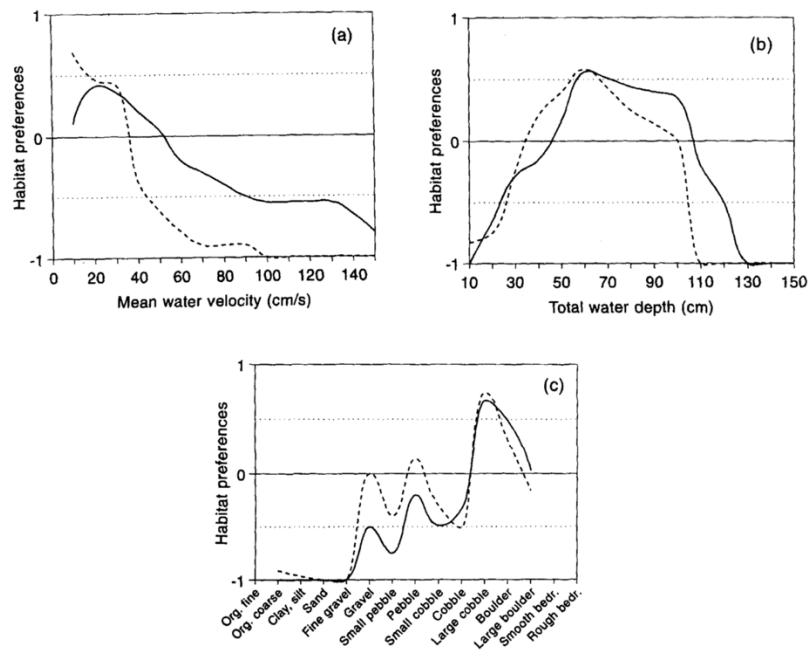 (a)
Habitat preferences
1
0
-1
0 20 40 60 80 100 120 140
Mean water velocity (cm/s)
(b)
Habitat preferences
1
0
-1
10 30 50 70 90 110 130 150
Total water depth (cm)
(c)
Habitat preferences
1
0
-1
Org. fine
Org. coarse
Clay, silt
Sand
Fine gravel
Gravel
Small pebble
Pebble
Small cobble
Cobble
Large cobble
Boulder
Large boulder
Smooth bedr.
Rough bedr.